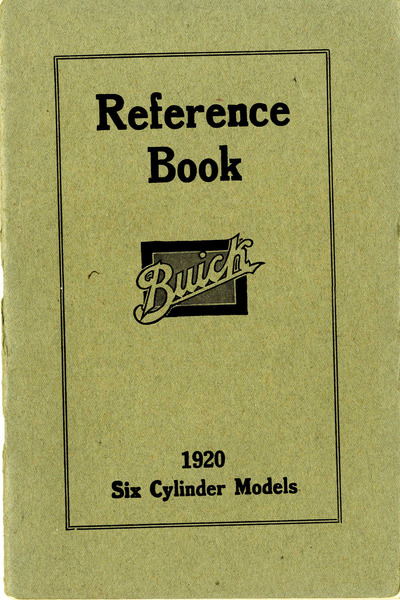 Reference
Book
Buick
1920
Six Cylinder Models